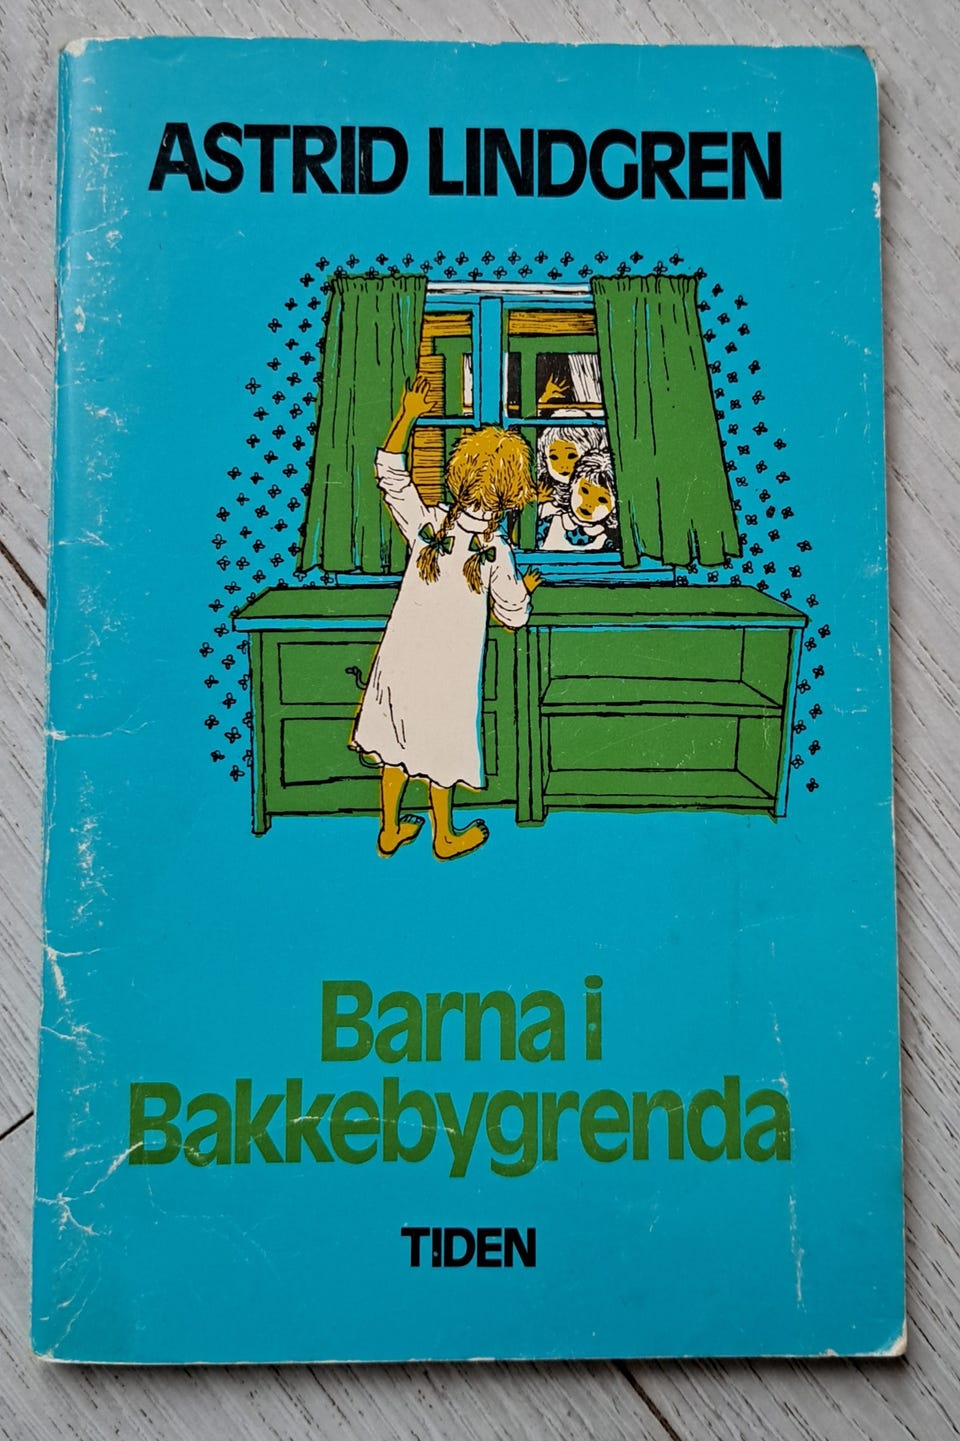 ASTRID LINDGREN
Barna i
Bakkebygrenda
TIDEN